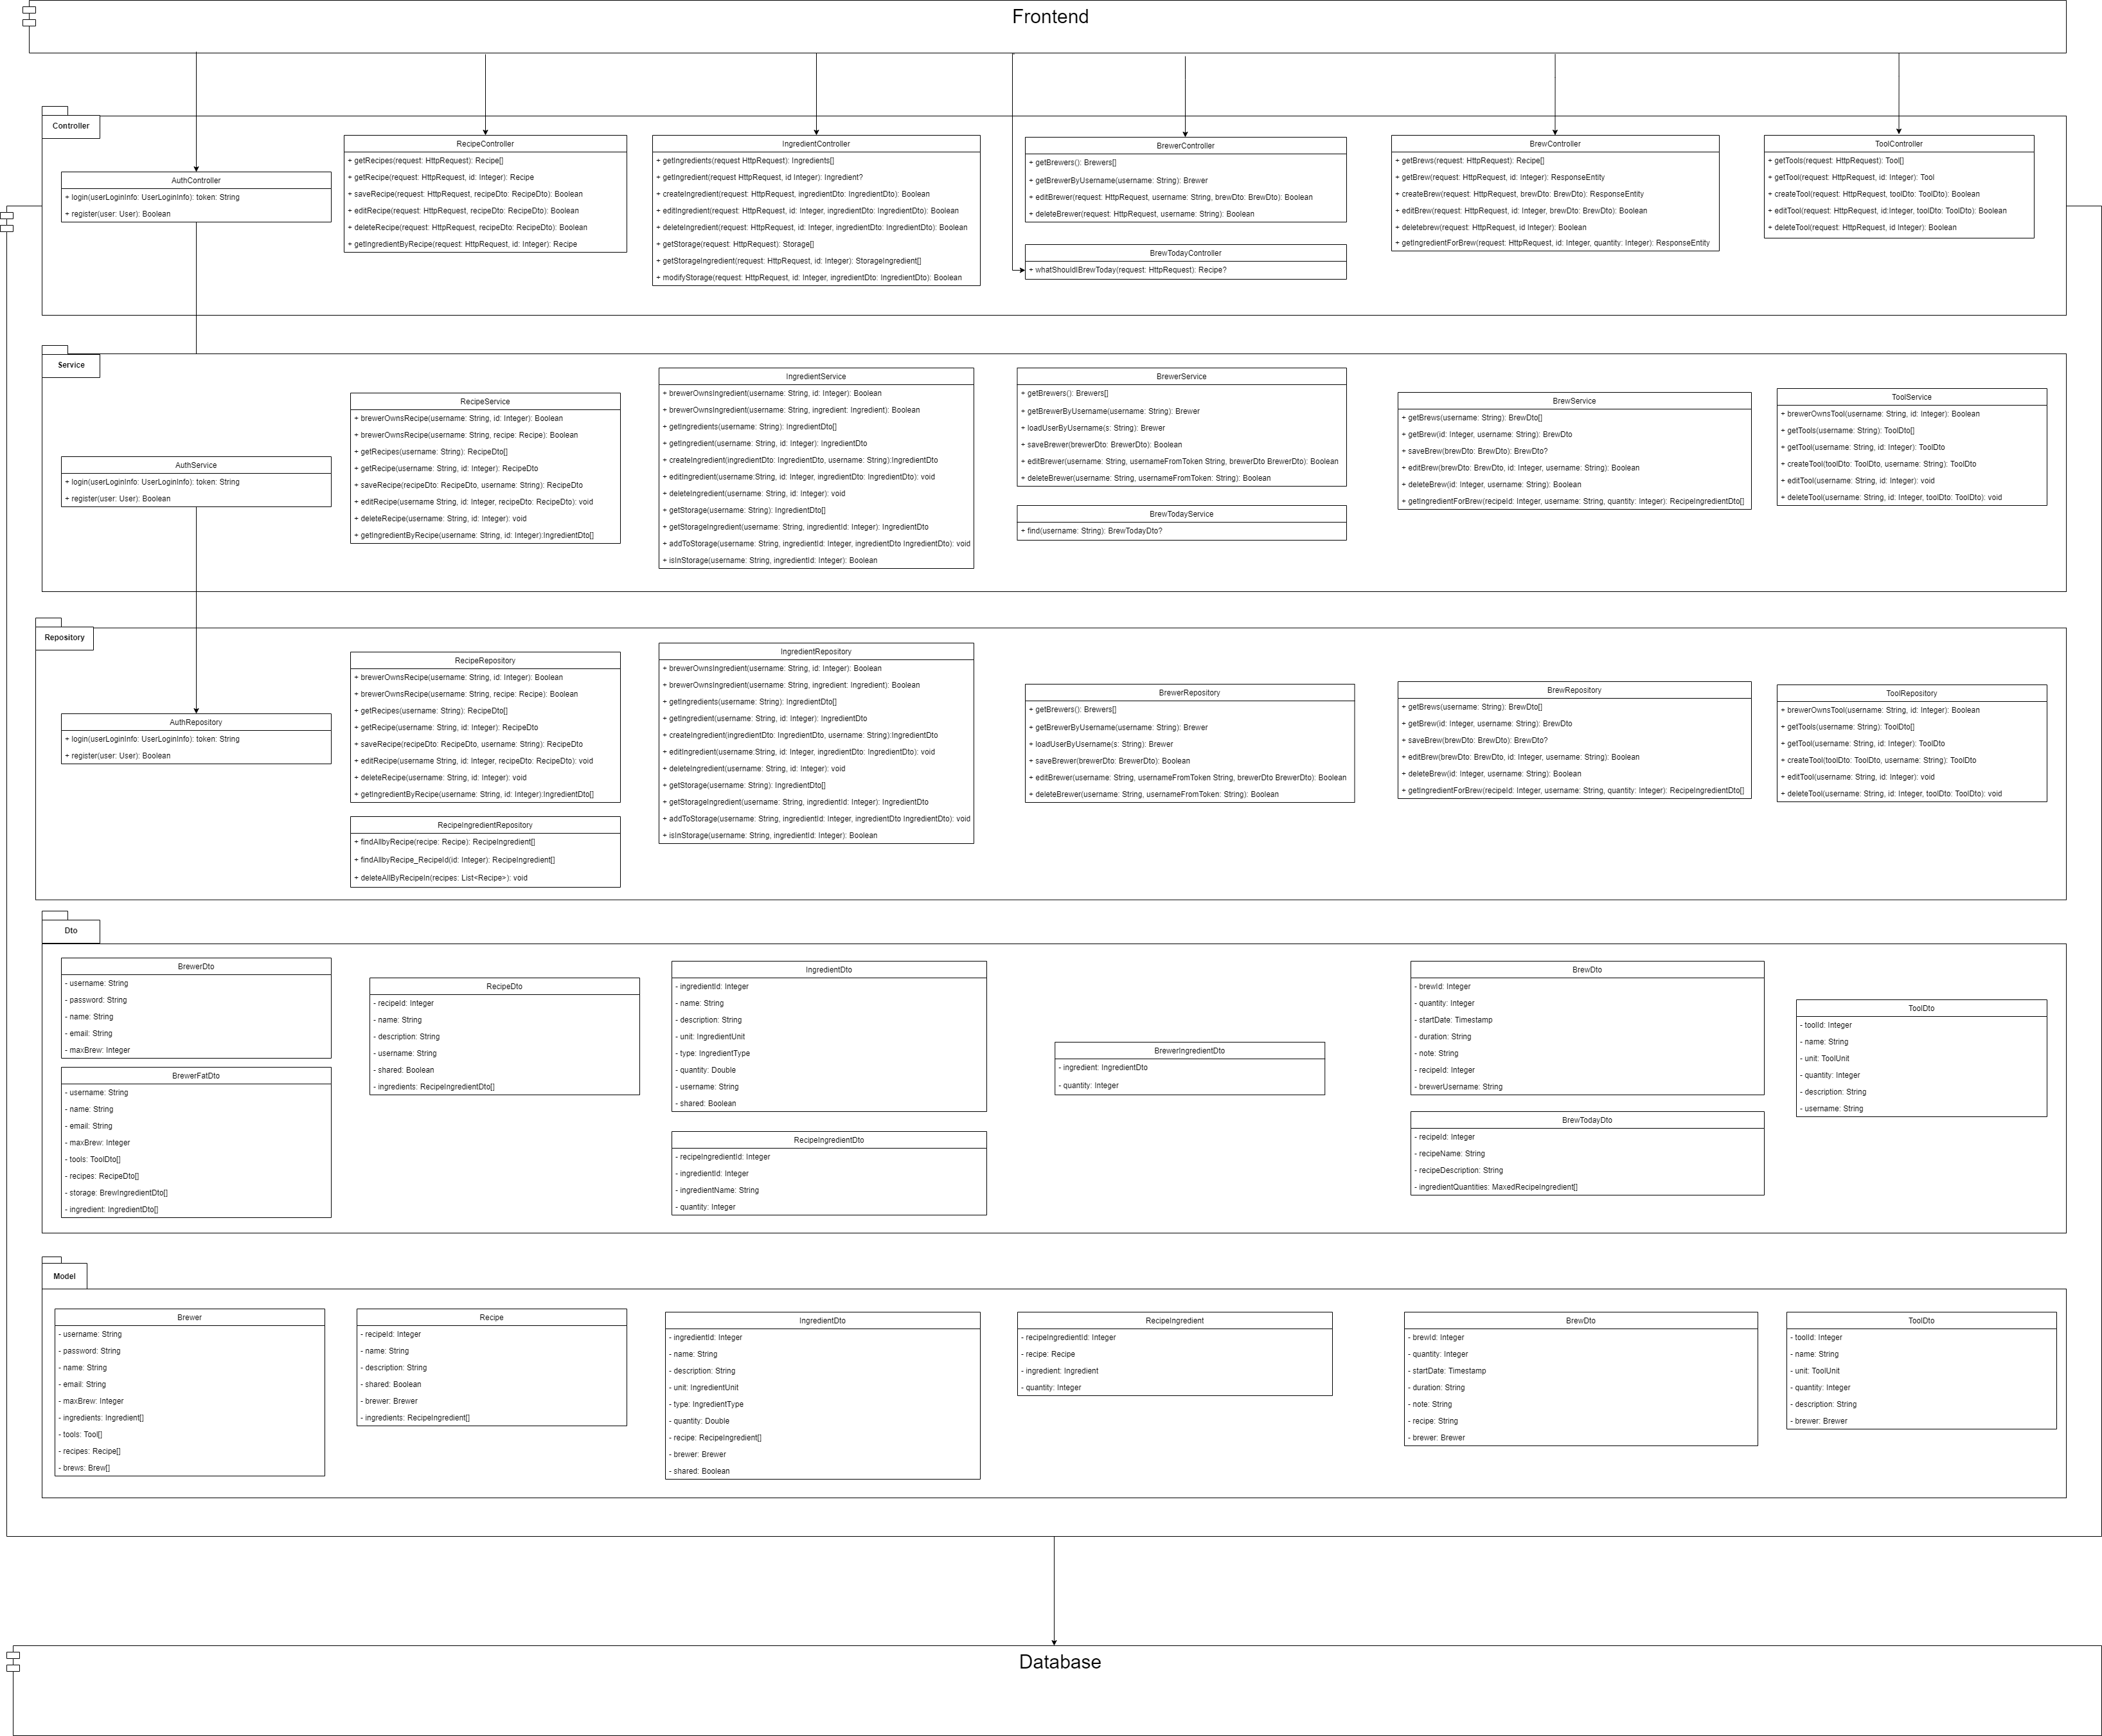 Frontend
Controller
AuthController
+ login(userLoginInfo: UserLoginInfo): token: String
+ register(user: User): Boolean
RecipeController
+ getRecipes(request: HttpRequest): Recipe[]
+ getRecipe(request: HttpRequest, id: Integer): Recipe
+ saveRecipe(request: HttpRequest, recipeDto: RecipeDto): Boolean
+ editRecipe(request: HttpRequest, recipeDto: RecipeDto): Boolean
+ deleteRecipe(request: HttpRequest, recipeDto: RecipeDto): Boolean
+ getIngredientByRecipe(request: HttpRequest, id: Integer): Recipe
IngredientController
+ getIngredients(request HttpRequest): Ingredients[]
+ getIngredient(request HttpRequest, id Integer): Ingredient?
+ createIngredient(request: HttpRequest, ingredientDto: IngredientDto): Boolean
+ editIngredient(request: HttpRequest, id: Integer, ingredientDto: IngredientDto): Boolean
+ deleteIngredient(request: HttpRequest, id: Integer, ingredientDto: IngredientDto): Boolean
+ getStorage(request: HttpRequest): Storage[]
+ getStorageIngredient(request: HttpRequest, id: Integer): StorageIngredient[]
+ modifyStorage(request: HttpRequest, id: Integer, ingredientDto: IngredientDto): Boolean
BrewerController
+ getBrewers(): Brewers[]
+ getBrewerByUsername(username: String): Brewer
+ editBrewer(request: HttpRequest, username: String, brewDto: BrewDto): Boolean
+ deleteBrewer(request: HttpRequest, username: String): Boolean
BrewTodayController
+ whatShouldIBrewToday(request: HttpRequest): Recipe?
BrewController
+ getBrews(request: HttpRequest): Recipe[]
+ getBrew(request: HttpRequest, id: Integer): ResponseEntity
+ createBrew(request: HttpRequest, brewDto: BrewDto): ResponseEntity
+ editBrew(request: HttpRequest, id: Integer, brewDto: BrewDto): Boolean
+ deletebrew(request: HttpRequest, id Integer): Boolean
+ getIngredientForBrew(request: HttpRequest, id: Integer, quantity: Integer): ResponseEntity
ToolController
+ getTools(request: HttpRequest): Tool[]
+ getTool(request: HttpRequest, id: Integer): Tool
+ createTool(request: HttpRequest, toolDto: ToolDto): Boolean
+ editTool(request: HttpRequest, id:Integer, toolDto: ToolDto): Boolean
+ deleteTool(request: HttpRequest, id Integer): Boolean
Service
AuthService
+ login(userLoginInfo: UserLoginInfo): token: String
+ register(user: User): Boolean
RecipeService
+ brewerOwnsRecipe(username: String, id: Integer): Boolean
+ brewerOwnsRecipe(username: String, recipe: Recipe): Boolean
+ getRecipes(username: String): RecipeDto[]
+ getRecipe(username: String, id: Integer): RecipeDto
+ saveRecipe(recipeDto: RecipeDto, username: String): RecipeDto
+ editRecipe(username String, id: Integer, recipeDto: RecipeDto): void
+ deleteRecipe(username: String, id: Integer): void
+ getIngredientByRecipe(username: String, id: Integer):IngredientDto[]
IngredientService
+ brewerOwnsIngredient(username: String, id: Integer): Boolean
+ brewerOwnsIngredient(username: String, ingredient: Ingredient): Boolean
+ getIngredients(username: String): IngredientDto[]
+ getIngredient(username: String, id: Integer): IngredientDto
+ createIngredient(ingredientDto: IngredientDto, username: String):IngredientDto
+ editIngredient(username:String, id: Integer, ingredientDto: IngredientDto): void
+ deleteIngredient(username: String, id: Integer): void
+ getStorage(username: String): IngredientDto[]
+ getStorageIngredient(username: String, ingredientId: Integer): IngredientDto
+ addToStorage(username: String, ingredientId: Integer, ingredientDto IngredientDto): void
+ isInStorage(username: String, ingredientId: Integer): Boolean
BrewerService
+ getBrewers(): Brewers[]
+ getBrewerByUsername(username: String): Brewer
+ loadUserByUsername(s: String): Brewer
+ saveBrewer(brewerDto: BrewerDto): Boolean
+ editBrewer(username: String, usernameFromToken String, brewerDto BrewerDto): Boolean
+ deleteBrewer(username: String, usernameFromToken: String): Boolean
BrewTodayService
+ find(username: String): BrewTodayDto?
BrewService
+ getBrews(username: String): BrewDto[]
+ getBrew(id: Integer, username: String): BrewDto
+ saveBrew(brewDto: BrewDto): BrewDto?
+ editBrew(brewDto: BrewDto, id: Integer, username: String): Boolean
+ deleteBrew(id: Integer, username: String): Boolean
+ getIngredientForBrew(recipeId: Integer, username: String, quantity: Integer): RecipeIngredientDto[]
ToolService
+ brewerOwnsTool(username: String, id: Integer): Boolean
+ getTools(username: String): ToolDto[]
+ getTool(username: String, id: Integer): ToolDto
+ createTool(toolDto: ToolDto, username: String): ToolDto
+ editTool(username: String, id: Integer): void
+ deleteTool(username: String, id: Integer, toolDto: ToolDto): void
Repository
AuthRepository
+ login(userLoginInfo: UserLoginInfo): token: String
+ register(user: User): Boolean
RecipeRepository
+ brewerOwnsRecipe(username: String, id: Integer): Boolean
+ brewerOwnsRecipe(username: String, recipe: Recipe): Boolean
+ getRecipes(username: String): RecipeDto[]
+ getRecipe(username: String, id: Integer): RecipeDto
+ saveRecipe(recipeDto: RecipeDto, username: String): RecipeDto
+ editRecipe(username String, id: Integer, recipeDto: RecipeDto): void
+ deleteRecipe(username: String, id: Integer): void
+ getIngredientByRecipe(username: String, id: Integer):IngredientDto[]
RecipeIngredientRepository
+ findAllbyRecipe(recipe: Recipe): RecipeIngredient[]
+ findAllbyRecipe_RecipeId(id: Integer): RecipeIngredient[]
+ deleteAllByRecipeIn(recipes: List<Recipe>): void
IngredientRepository
+ brewerOwnsIngredient(username: String, id: Integer): Boolean
+ brewerOwnsIngredient(username: String, ingredient: Ingredient): Boolean
+ getIngredients(username: String): IngredientDto[]
+ getIngredient(username: String, id: Integer): IngredientDto
+ createIngredient(ingredientDto: IngredientDto, username: String):IngredientDto
+ editIngredient(username:String, id: Integer, ingredientDto: IngredientDto): void
+ deleteIngredient(username: String, id: Integer): void
+ getStorage(username: String): IngredientDto[]
+ getStorageIngredient(username: String, ingredientId: Integer): IngredientDto
+ addToStorage(username: String, ingredientId: Integer, ingredientDto IngredientDto): void
+ isInStorage(username: String, ingredientId: Integer): Boolean
BrewerRepository
+ getBrewers(): Brewers[]
+ getBrewerByUsername(username: String): Brewer
+ loadUserByUsername(s: String): Brewer
+ saveBrewer(brewerDto: BrewerDto): Boolean
+ editBrewer(username: String, usernameFromToken String, brewerDto BrewerDto): Boolean
+ deleteBrewer(username: String, usernameFromToken: String): Boolean
BrewRepository
+ getBrews(username: String): BrewDto[]
+ getBrew(id: Integer, username: String): BrewDto
+ saveBrew(brewDto: BrewDto): BrewDto?
+ editBrew(brewDto: BrewDto, id: Integer, username: String): Boolean
+ deleteBrew(id: Integer, username: String): Boolean
+ getIngredientForBrew(recipeId: Integer, username: String, quantity: Integer): RecipeIngredientDto[]
ToolRepository
+ brewerOwnsTool(username: String, id: Integer): Boolean
+ getTools(username: String): ToolDto[]
+ getTool(username: String, id: Integer): ToolDto
+ createTool(toolDto: ToolDto, username: String): ToolDto
+ editTool(username: String, id: Integer): void
+ deleteTool(username: String, id: Integer, toolDto: ToolDto): void
Dto
BrewerDto
- username: String
- password: String
- name: String
- email: String
- maxBrew: Integer
BrewerFatDto
- username: String
- name: String
- email: String
- maxBrew: Integer
- tools: ToolDto[]
- recipes: RecipeDto[]
- storage: BrewIngredientDto[]
- ingredient: IngredientDto[]
RecipeDto
- recipeId: Integer
- name: String
- description: String
- username: String
- shared: Boolean
- ingredients: RecipeIngredientDto[]
IngredientDto
- ingredientId: Integer
- name: String
- description: String
- unit: IngredientUnit
- type: IngredientType
- quantity: Double
- username: String
- shared: Boolean
RecipeIngredientDto
- recipeIngredientId: Integer
- ingredientId: Integer
- ingredientName: String
- quantity: Integer
BrewerIngredientDto
- ingredient: IngredientDto
- quantity: Integer
BrewDto
- brewId: Integer
- quantity: Integer
- startDate: Timestamp
- duration: String
- note: String
- recipeId: Integer
- brewerUsername: String
BrewTodayDto
- recipeId: Integer
- recipeName: String
- recipeDescription: String
- ingredientQuantities: MaxedRecipeIngredient[]
ToolDto
- toolId: Integer
- name: String
- unit: ToolUnit
- quantity: Integer
- description: String
- username: String
Model
Brewer
- username: String
- password: String
- name: String
- email: String
- maxBrew: Integer
- ingredients: Ingredient[]
- tools: Tool[]
- recipes: Recipe[]
- brews: Brew[]
Recipe
- recipeId: Integer
- name: String
- description: String
- shared: Boolean
- brewer: Brewer
- ingredients: RecipeIngredient[]
IngredientDto
- ingredientId: Integer
- name: String
- description: String
- unit: IngredientUnit
- type: IngredientType
- quantity: Double
- recipe: RecipeIngredient[]
- brewer: Brewer
- shared: Boolean
RecipeIngredient
- recipeIngredientId: Integer
- recipe: Recipe
- ingredient: Ingredient
- quantity: Integer
BrewDto
- brewId: Integer
- quantity: Integer
- startDate: Timestamp
- duration: String
- note: String
- recipe: String
- brewer: Brewer
ToolDto
- toolId: Integer
- name: String
- unit: ToolUnit
- quantity: Integer
- description: String
- brewer: Brewer
Database